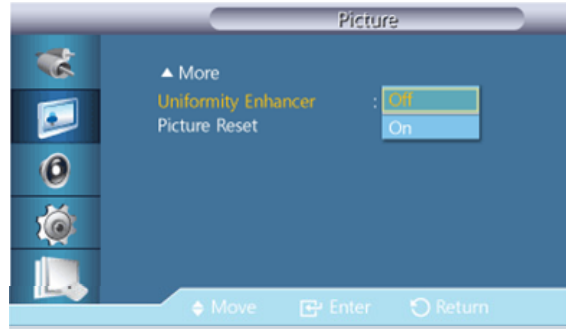 Picture
▲ More
Uniformity Enhancer : Off
On
Picture Reset
Move Enter Return